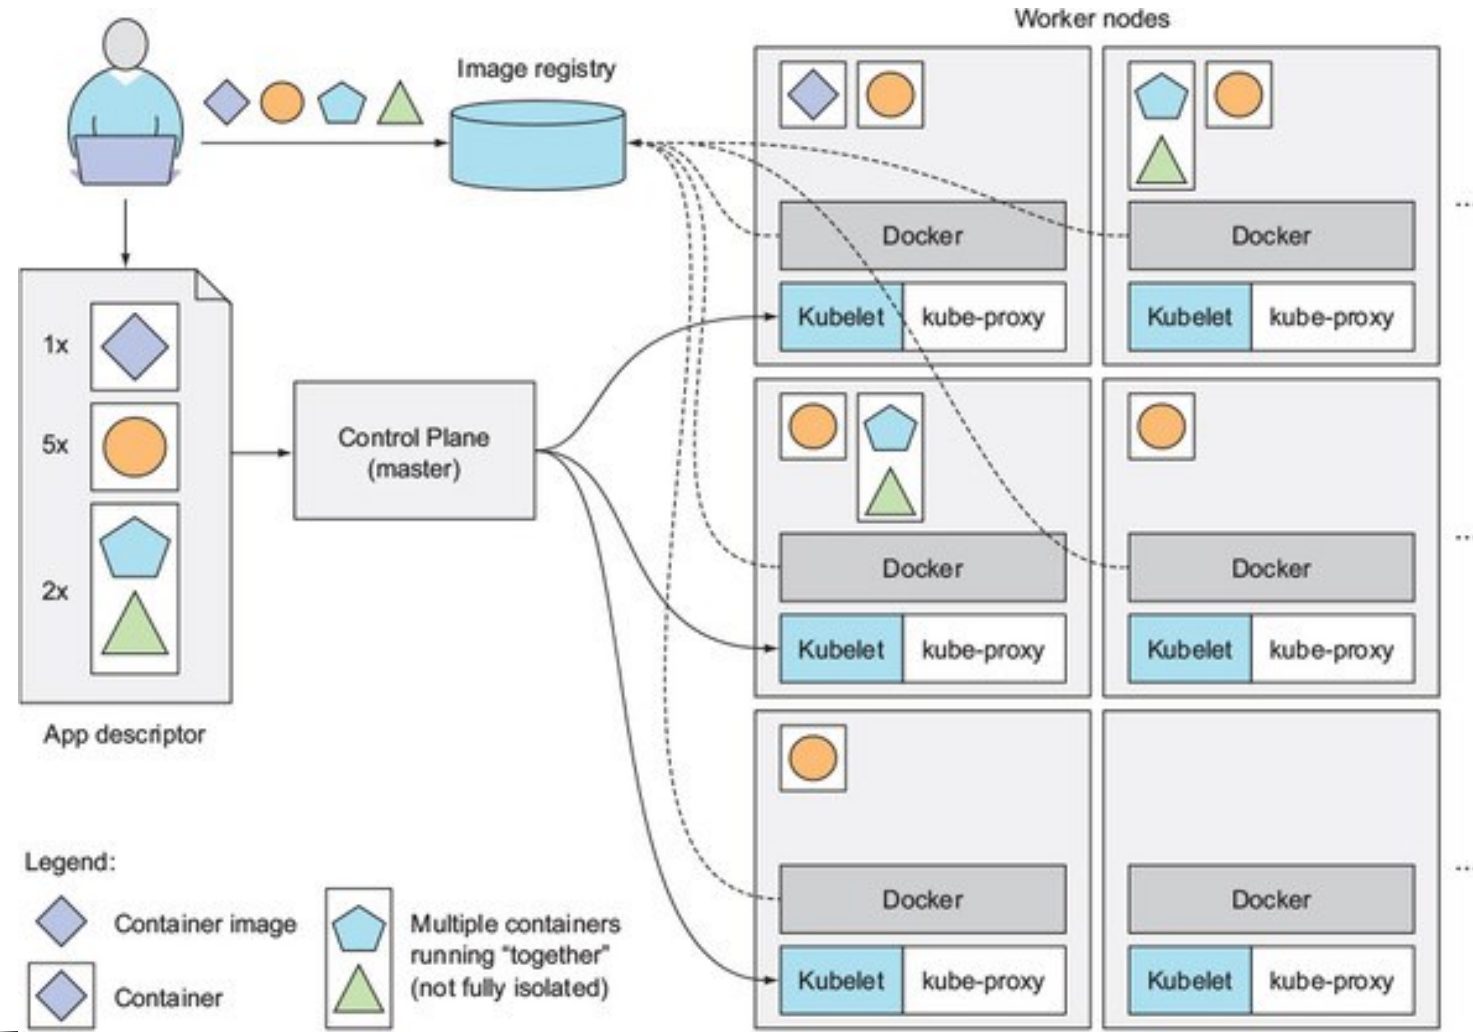 Worker nodes
Image registry
Docker
Docker
Kubelet
kube-proxy
Kubelet
kube-proxy
1x
5x
2x
App descriptor
Control Plane
(master)
Docker
Docker
Kubelet
kube-proxy
Kubelet
kube-proxy
Docker
Docker
Kubelet
kube-proxy
Kubelet
kube-proxy
Legend:
Container image
Container
Multiple containers
running “together”
(not fully isolated)